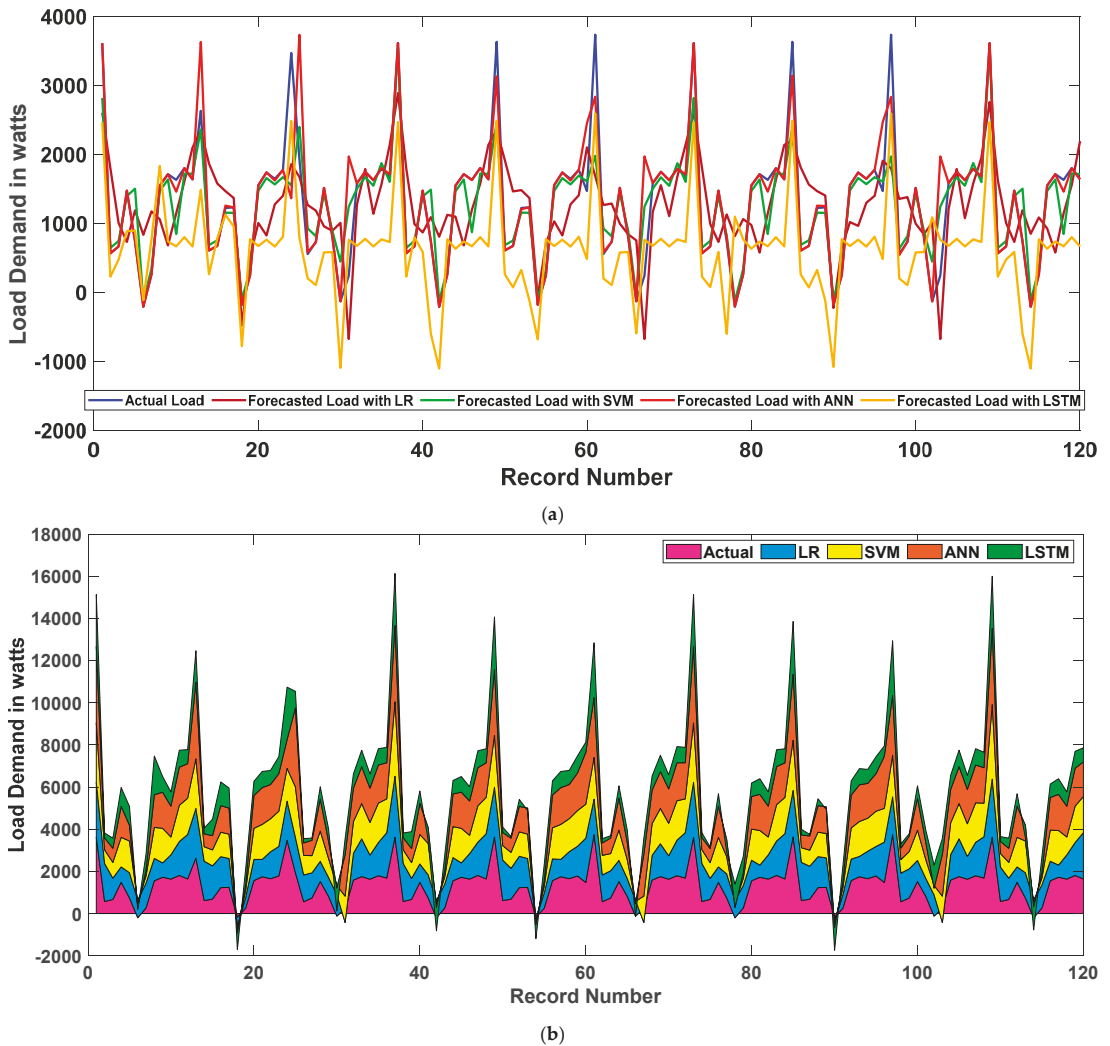 4000
3000
2000
1000
0
-1000
-2000
Load Demand in watts
Actual Load Forecasted Load with LR Forecasted Load with SVM Forecasted Load with ANN Forecasted Load with LSTM
0 20 40 60 80 100 120
Record Number
(a)
18000
16000
14000
12000
10000
8000
6000
4000
2000
0
-2000
Load Demand in watts
Actual LR SVM ANN LSTM
0 20 40 60 80 100 120
Record Number
(b)